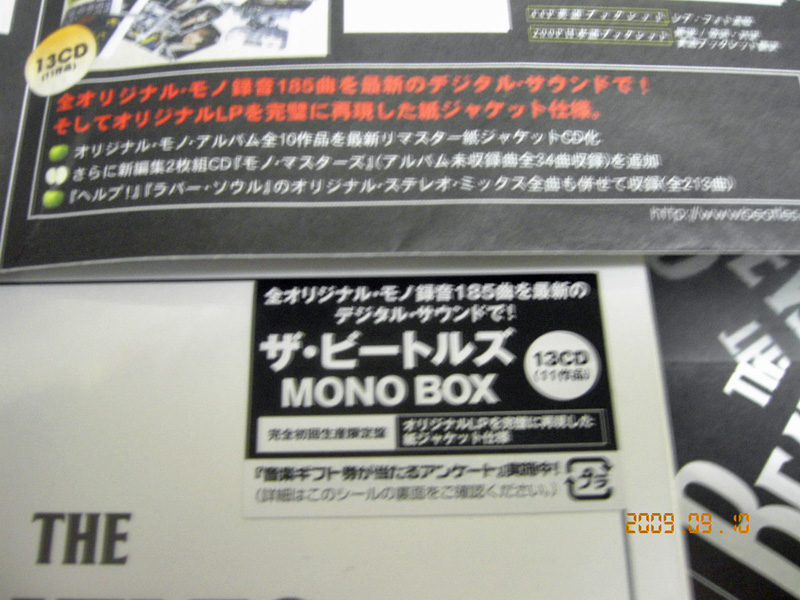 13CD
(11作品)
全オリジナル・モノ録音185曲を最新のデジタル・サウンドで！
そしてオリジナルLPを完璧に再現した紙ジャケット仕様。
オリジナル・モノ・アルバム全10作品を最新リマスター紙ジャケットCD化
さらに新編集2枚組CD『モノ・マスターズ』(アルバム未収録曲全34曲収録)を追加
『ヘルプ!』『ラバー・ソウル』のオリジナル・ステレオ・ミックス全曲も併せて収録(全213曲)
http://www.beatles
全オリジナル・モノ録音185曲を最新の
デジタル・サウンドで!
ザ・ビートルズ
MONO BOX
13CD
(11作品)
完全初回生産限定盤
オリジナルLPを完璧に再現した
紙ジャケット仕様
『音楽ギフト券が当たるアンケート』実施中!
(詳細はこのシールの裏面をご確認ください。)
プラ
THE
THE
2009.09.10